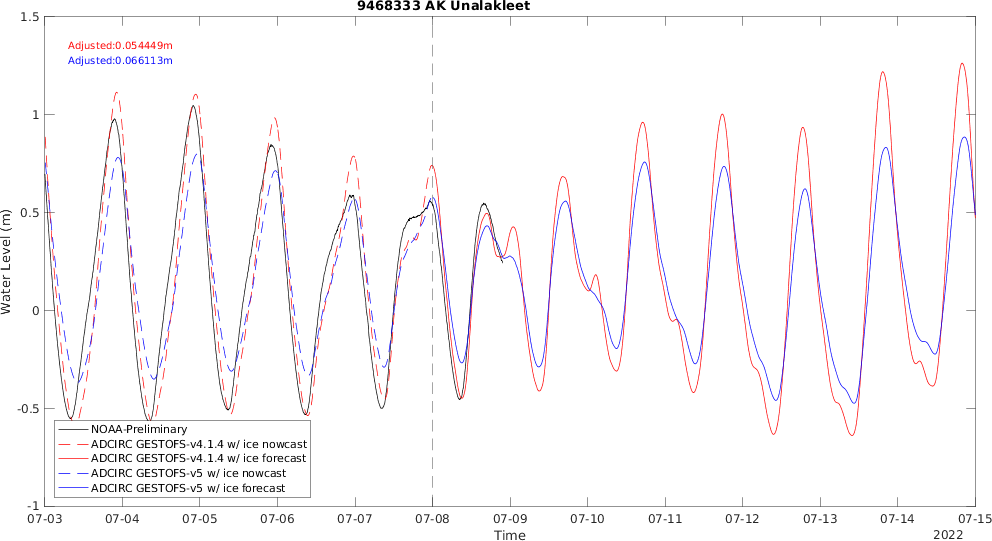 9468333 AK Unalakleet
Adjusted:0.054449m
Adjusted:0.066113m
1.5
1
0.5
0
-0.5
-1
Water Level (m)
NOAA-Preliminary
ADCIRC GESTOFS-v4.1.4 w/ ice nowcast
ADCIRC GESTOFS-v4.1.4 w/ ice forecast
ADCIRC GESTOFS-v5 w/ ice nowcast
ADCIRC GESTOFS-v5 w/ ice forecast
07-03 07-04 07-05 07-06 07-07 07-08 07-09 07-10 07-11 07-12 07-13 07-14 07-15
Time
2022